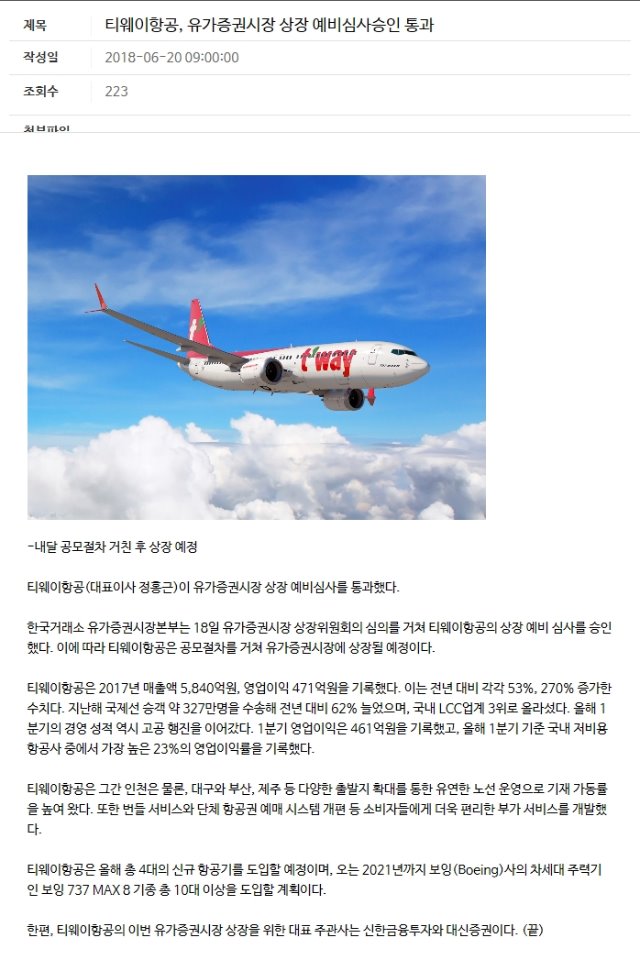 제목 티웨이항공, 유가증권시장 상장 예비심사승인 통과
작성일 2018-06-20 09:00:00
조회수 223
첨부파일
t'way
-내달 공모절차 거친 후 상장 예정
티웨이항공(대표이사 정홍근)이 유가증권시장 상장 예비심사를 통과했다.
한국거래소 유가증권시장본부는 18일 유가증권시장 상장위원회의 심의를 거쳐 티웨이항공의 상장 예비 심사를 승인
했다. 이에 따라 티웨이항공은 공모절차를 거쳐 유가증권시장에 상장될 예정이다.
티웨이항공은 2017년 매출액 5,840억원, 영업이익 471억원을 기록했다. 이는 전년 대비 각각 53%, 270% 증가한
수치다. 지난해 국제선 승객 약 327만명을 수송해 전년 대비 62% 늘었으며, 국내 LCC업계 3위로 올라섰다. 올해 1
분기의 경영 성적 역시 고공 행진을 이어갔다. 1분기 영업이익은 461억원을 기록했고, 올해 1분기 기준 국내 저비용
항공사 중에서 가장 높은 23%의 영업이익률을 기록했다.
티웨이항공은 그간 인천은 물론, 대구와 부산, 제주 등 다양한 출발지 확대를 통한 유연한 노선 운영으로 기재 가동률
을 높여 왔다. 또한 번들 서비스와 단체 항공권 예매 시스템 개편 등 소비자들에게 더욱 편리한 부가 서비스를 개발했
다.
티웨이항공은 올해 총 4대의 신규 항공기를 도입할 예정이며, 오는 2021년까지 보잉(Boeing)사의 차세대 주력기
인 보잉 737 MAX 8 기종 총 10대 이상을 도입할 계획이다.
한편, 티웨이항공의 이번 유가증권시장 상장을 위한 대표 주관사는 신한금융투자와 대신증권이다. (끝)